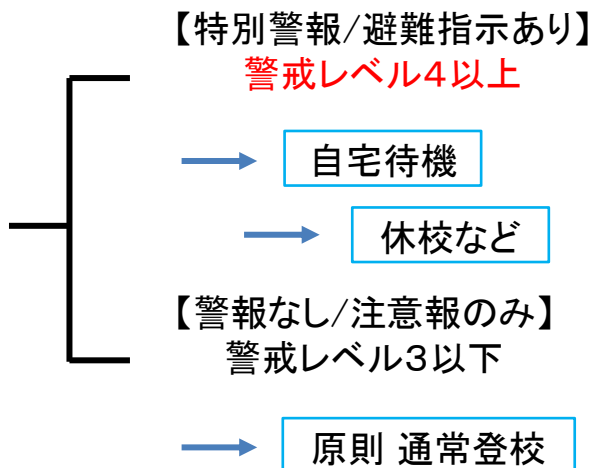 【特別警報/避難指示あり】
警戒レベル４以上
自宅待機
休校など
【警報なし/注意報のみ】
警戒レベル３以下
原則 通常登校